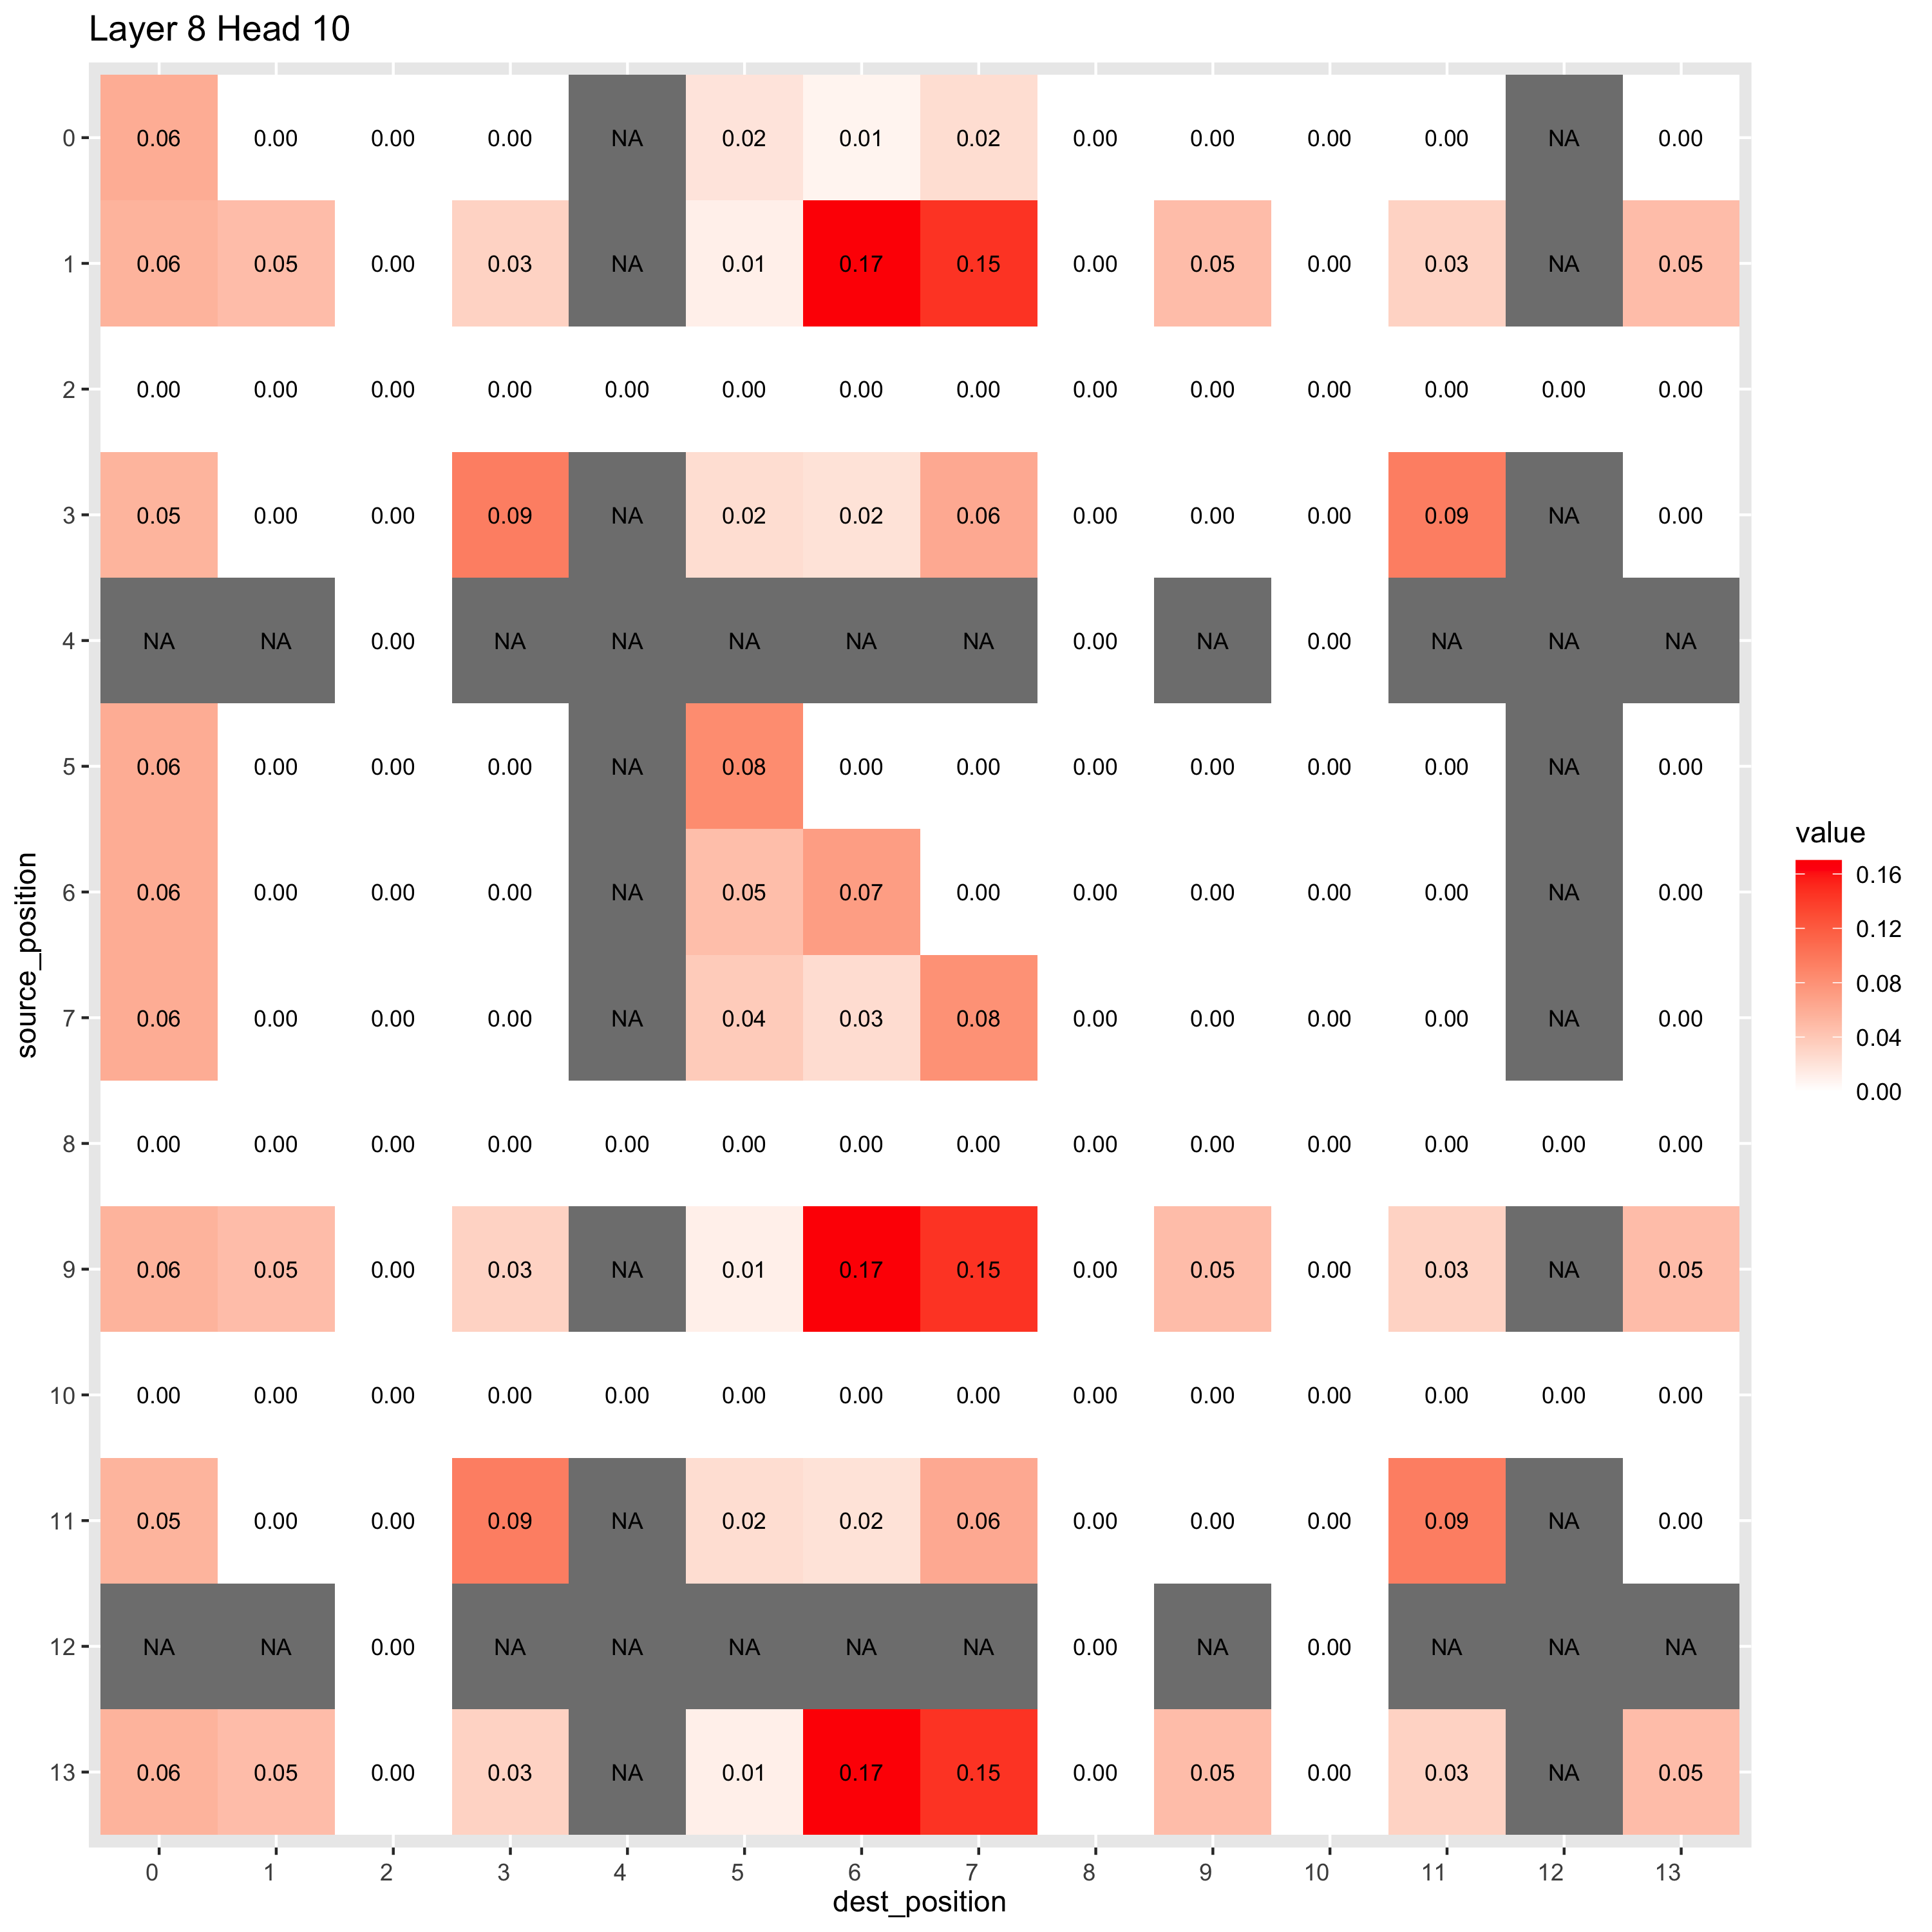 Layer 8 Head 10
0 0.06 0.00 0.00 0.00 NA 0.02 0.01 0.02 0.00 0.00 0.00 0.00 NA 0.00
1 0.06 0.05 0.00 0.03 NA 0.01 0.17 0.15 0.00 0.05 0.00 0.03 NA 0.05
2 0.00 0.00 0.00 0.00 0.00 0.00 0.00 0.00 0.00 0.00 0.00 0.00 0.00 0.00
3 0.05 0.00 0.00 0.09 NA 0.02 0.02 0.06 0.00 0.00 0.00 0.09 NA 0.00
4 NA NA 0.00 NA NA NA NA NA 0.00 NA 0.00 NA NA NA
5 0.06 0.00 0.00 0.00 NA 0.08 0.00 0.00 0.00 0.00 0.00 0.00 NA 0.00
6 0.06 0.00 0.00 0.00 NA 0.05 0.07 0.00 0.00 0.00 0.00 0.00 NA 0.00
7 0.06 0.00 0.00 0.00 NA 0.04 0.03 0.08 0.00 0.00 0.00 0.00 NA 0.00
8 0.00 0.00 0.00 0.00 0.00 0.00 0.00 0.00 0.00 0.00 0.00 0.00 0.00 0.00
9 0.06 0.05 0.00 0.03 NA 0.01 0.17 0.15 0.00 0.05 0.00 0.03 NA 0.05
10 0.00 0.00 0.00 0.00 0.00 0.00 0.00 0.00 0.00 0.00 0.00 0.00 0.00 0.00
11 0.05 0.00 0.00 0.09 NA 0.02 0.02 0.06 0.00 0.00 0.00 0.09 NA 0.00
12 NA NA 0.00 NA NA NA NA NA 0.00 NA 0.00 NA NA NA
13 0.06 0.05 0.00 0.03 NA 0.01 0.17 0.15 0.00 0.05 0.00 0.03 NA 0.05
0 1 2 3 4 5 6 7 8 9 10 11 12 13
dest_position
source_position
value
0.16
0.12
0.08
0.04
0.00